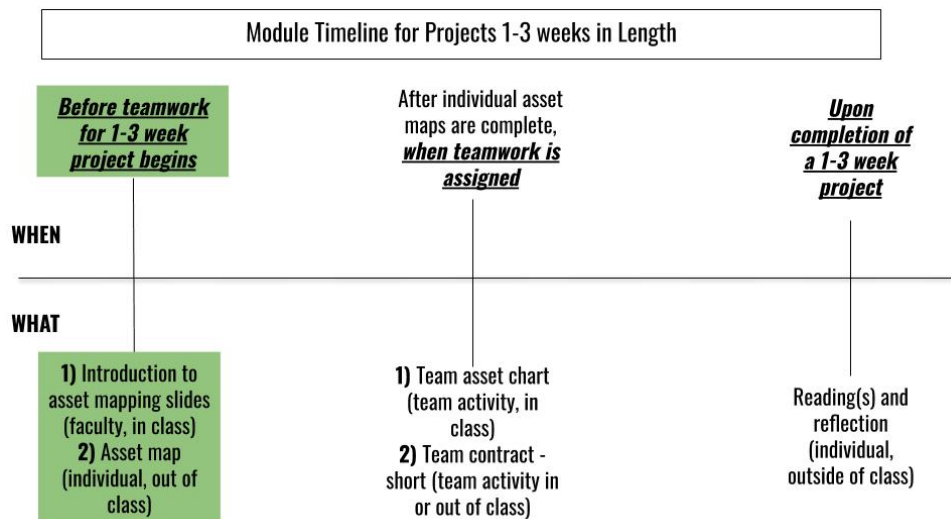 Module Timeline for Projects 1-3 weeks in Length
Before teamwork
for 1-3 week
project begins
After individual asset
maps are complete,
when teamwork is
assigned
Upon
completion of
a 1-3 week
project
WHEN
WHAT
1) Introduction to
asset mapping slides
(faculty, in class)
2) Asset map
(individual, out of
class)
1) Team asset chart
(team activity, in
class)
2) Team contract -
short (team activity in
or out of class)
Reading(s) and
reflection
(individual,
outside of class)